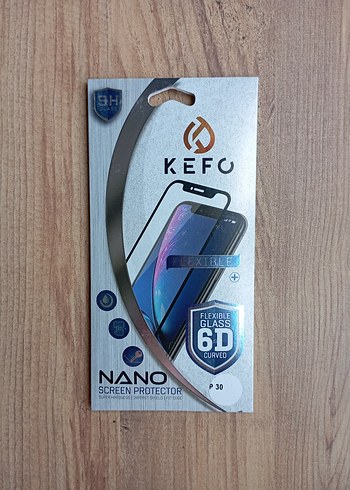 9H
KEFO
FLEXIBLE
FLEXIBLE
GLASS
6D
CURVED
NANO
SCREEN PROTECTOR
P 30